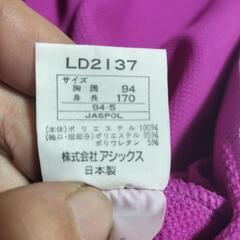 LD2137
サイズ
胸囲 94
身長 170
94-5
JASPOL
(本体) ポリエステル 100%
(袖口・裾部分) ポリエステル 95%
ポリウレタン 5%
株式会社アシックス
日本製